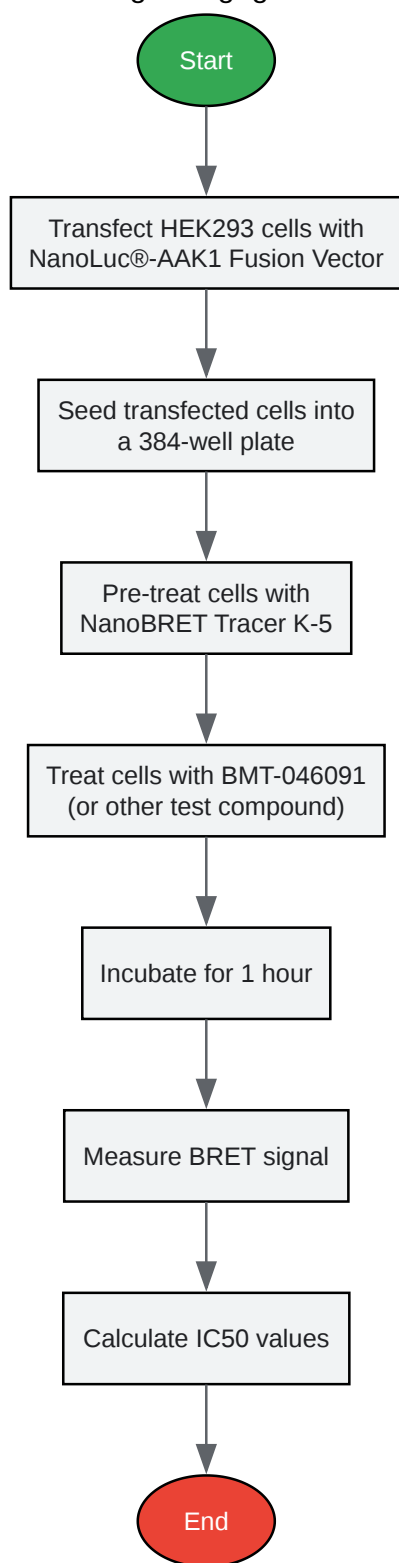 Start
Transfect HEK293 cells with
NanoLuc®-AAK1 Fusion Vector
Seed transfected cells into
a 384-well plate
Pre-treat cells with
NanoBRET Tracer K-5
Treat cells with BMT-046091
(or other test compound)
Incubate for 1 hour
Measure BRET signal
Calculate IC50 values
End